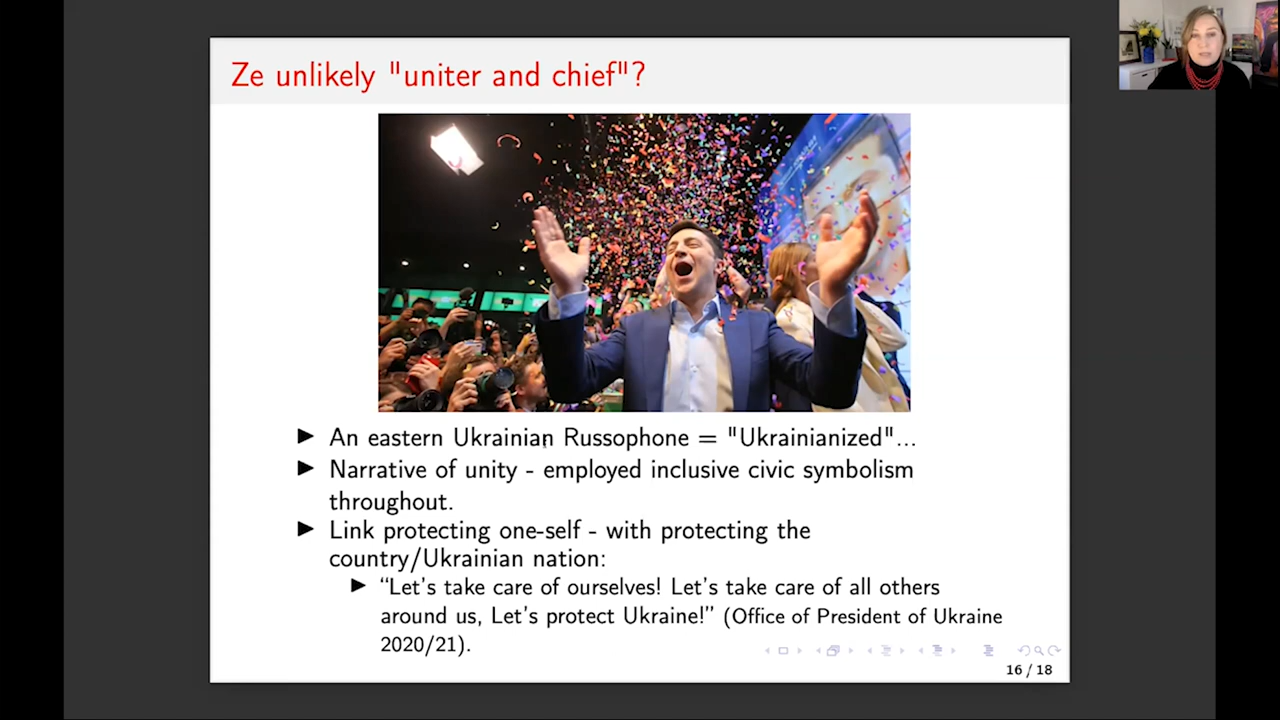 Ze unlikely "uniter and chief"?
▶ An eastern Ukrainian Russophone = "Ukrainianized"...
▶ Narrative of unity - employed inclusive civic symbolism
throughout.
▶ Link protecting one-self - with protecting the
country/Ukrainian nation:
▶ “Let's take care of ourselves! Let's take care of all others
around us, Let's protect Ukraine!” (Office of President of Ukraine
2020/21).
16 / 18